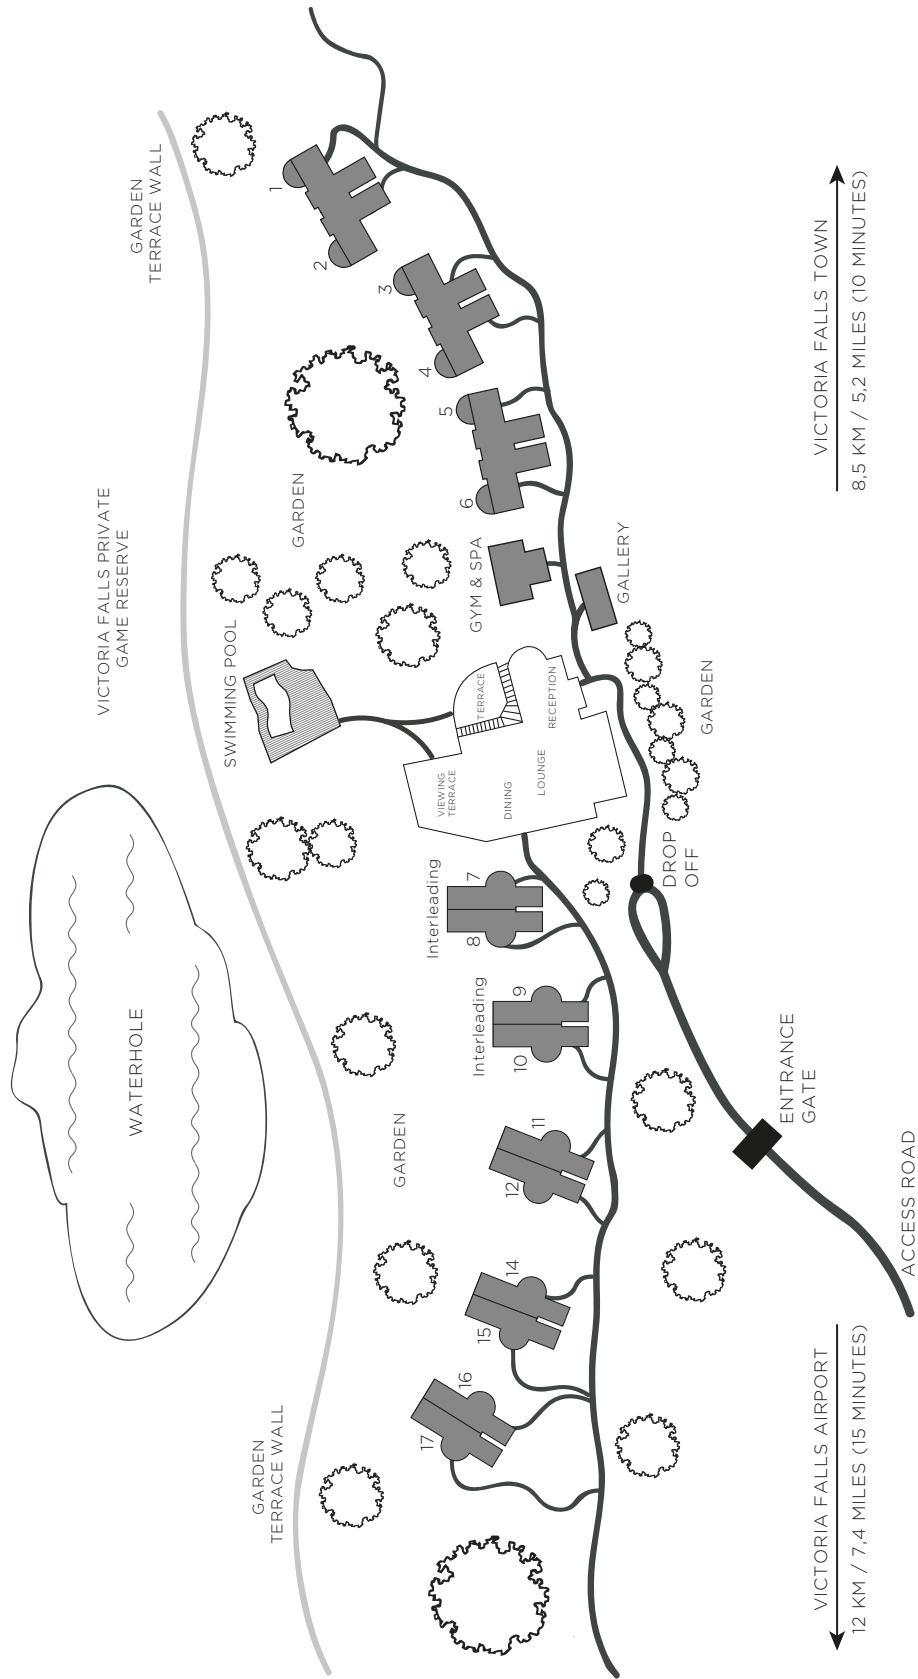 VICTORIA FALLS PRIVATE
GAME RESERVE
WATERHOLE
GARDEN
TERRACE WALL
GARDEN
TERRACE WALL
SWIMMING POOL
GARDEN
GARDEN
1
2
3
4
5
6
GYM & SPA
GALLERY
TERRACE
RECEPTION
VIEWING
TERRACE
DINING
LOUNGE
GARDEN
DROP
OFF
Interleading
7
8
Interleading
9
10
11
12
14
15
16
17
ENTRANCE
GATE
ACCESS ROAD
VICTORIA FALLS AIRPORT
12 KM / 7,4 MILES (15 MINUTES)
VICTORIA FALLS TOWN
8,5 KM / 5,2 MILES (10 MINUTES)